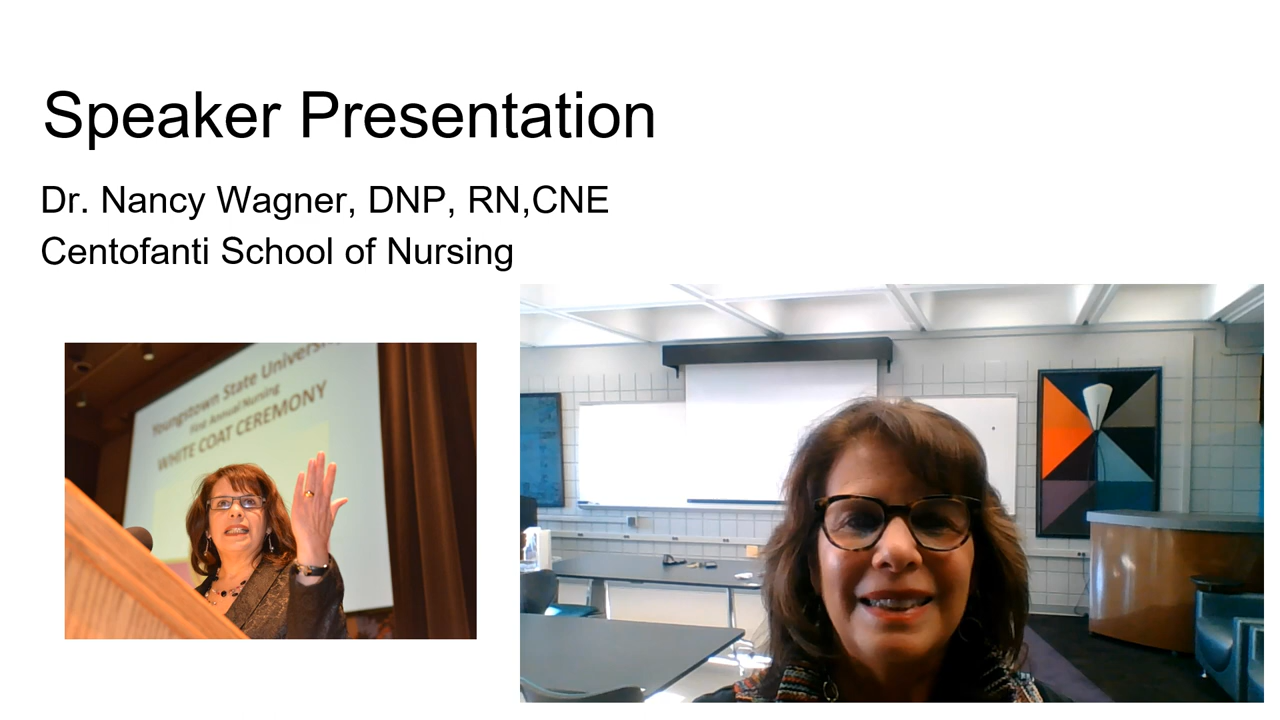 Speaker Presentation
Dr. Nancy Wagner, DNP, RN,CNE
Centofanti School of Nursing
Youngstown State University
First Annual Nursing
WHITE COAT CEREMONY